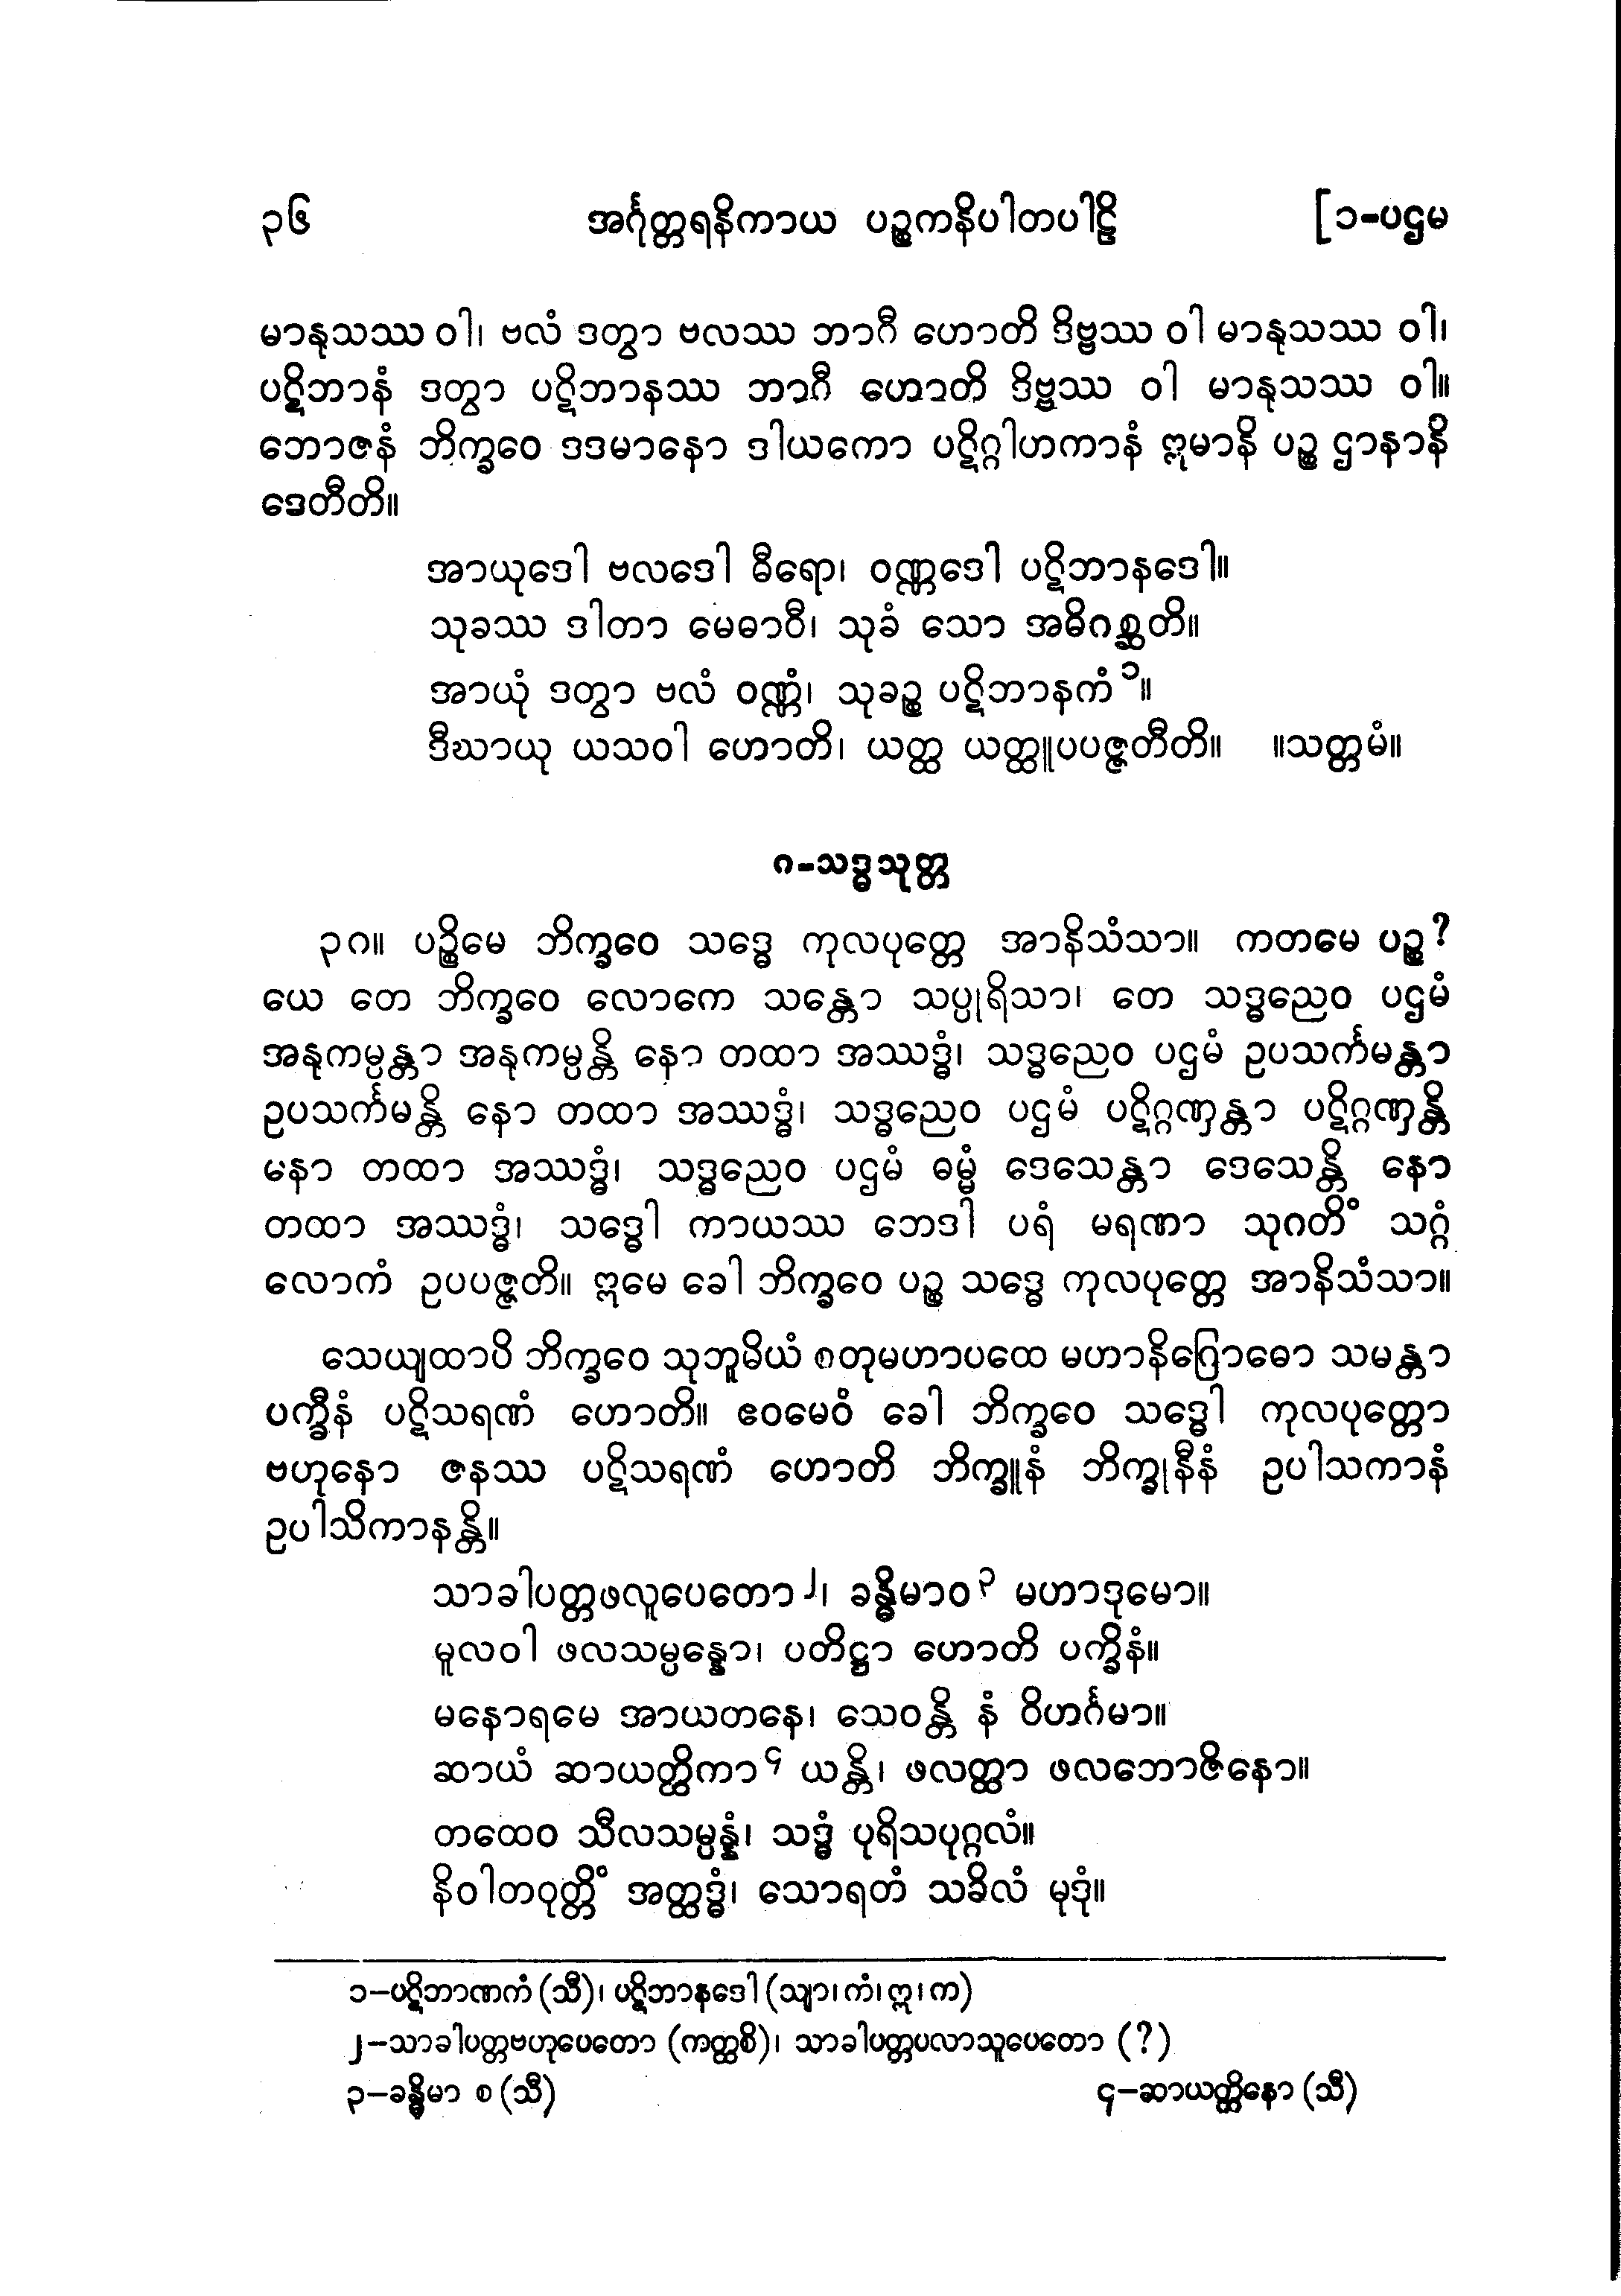 ၃၆ အင်္ဂုတ္တရနိကာယ ပဉ္စကနိပါတပါဠိ [၁-ပဌမ
မာနုသဿ ဝါ၊ ဗလံ ဒတွာ ဗလဿ ဘာဂီ ဟောတိ ဒိဗ္ဗဿ ဝါ မာနုသဿ ဝါ၊
ပဋိဘာနံ ဒတွာ ပဋိဘာနဿ ဘာဂီ ဟောတိ ဒိဗ္ဗဿ ဝါ မာနုသဿ ဝါ။
ဘောဇနံ ဘိက္ခဝေ ဒဒမာနော ဒါယကော ပဋိဂ္ဂါဟကာနံ ဣမာနိ ပဉ္စ ဌာနာနိ
ဒေတီတိ။
အာယုဒေါ ဗလဒေါ ဓီရော၊ ဝဏ္ဏဒေါ ပဋိဘာနဒေါ။
သုခဿ ဒါတာ မေဓာဝီ၊ သုခံ သော အဓိဂစ္ဆတိ။
အာယုံ ဒတွာ ဗလံ ဝဏ္ဏံ၊ သုခဉ္စ ပဋိဘာနကံ ၁။
ဒီဃာယု ယသဝါ ဟောတိ၊ ယတ္ထ ယတ္ထူပပဇ္ဇတီတိ။ ။သတ္တမံ။
၈-သဒ္ဓသုတ္တ
၃၈။ ပဉ္စိမေ ဘိက္ခဝေ သဒ္ဓေ ကုလပုတ္တေ အာနိသံသာ။ ကတမေ ပဉ္စ?
ယေ တေ ဘိက္ခဝေ လောကေ သန္တော သပ္ပုရိသာ၊ တေ သဒ္ဓညေဝ ပဌမံ
အနုကမ္ပန္တာ အနုကမ္ပန္တိ နော တထာ အဿဒ္ဓံ၊ သဒ္ဓညေဝ ပဌမံ ဥပသင်္ကမန္တာ
ဥပသင်္ကမန္တိ နော တထာ အဿဒ္ဓံ၊ သဒ္ဓညေဝ ပဌမံ ပဋိဂ္ဂဏှန္တာ ပဋိဂ္ဂဏှန္တိ
နော တထာ အဿဒ္ဓံ၊ သဒ္ဓညေဝ ပဌမံ ဓမ္မံ ဒေသေန္တာ ဒေသေန္တိ နော
တထာ အဿဒ္ဓံ၊ သဒ္ဓေါ ကာယဿ ဘေဒါ ပရံ မရဏာ သုဂတိံ သဂ္ဂံ
လောကံ ဥပပဇ္ဇတိ။ ဣမေ ခေါ ဘိက္ခဝေ ပဉ္စ သဒ္ဓေ ကုလပုတ္တေ အာနိသံသာ။
သေယျထာပိ ဘိက္ခဝေ သုဘူမိယံ စတုမဟာပထေ မဟာနိဂြောဓော သမန္တာ
ပက္ခီနံ ပဋိသရဏံ ဟောတိ။ ဧဝမေဝံ ခေါ ဘိက္ခဝေ သဒ္ဓေါ ကုလပုတ္တော
ဗဟုနော ဇနဿ ပဋိသရဏံ ဟောတိ ဘိက္ခူနံ ဘိက္ခုနီနံ ဥပါသကာနံ
ဥပါသိကာနန္တိ။
သာခါပတ္တဖလူပေတော ၂၊ ခန္ဓိမာဝ ၃ မဟာဒုမော။
မူလဝါ ဖလသမ္ပန္နော၊ ပတိဋ္ဌာ ဟောတိ ပက္ခိနံ။
မနောရမေ အာယတနေ၊ သေဝန္တိ နံ ဝိဟင်္ဂမာ။
ဆာယံ ဆာယတ္ထိကာ ၄ ယန္တိ၊ ဖလတ္ထာ ဖလဘောဇိနော။
တထေဝ သီလသမ္ပန္နံ၊ သဒ္ဓံ ပုရိသပုဂ္ဂလံ။
နိဝါတဝုတ္တိံ အတ္ထဒ္ဓံ၊ သောရတံ သခိလံ မုဒုံ။
၁-ပဋိဘာဏကံ (သီ)၊ ပဋိဘာနဒေါ (သျာ၊ ကံ၊ ဣ၊ က)
၂-သာခါပတ္တဗဟုပေတော (ကတ္ထစိ)၊ သာခါပတ္တပလာသူပေတော (?)
၃-ခန္ဓိမာ စ (သီ) ၄-ဆာယတ္ထိနော (သီ)